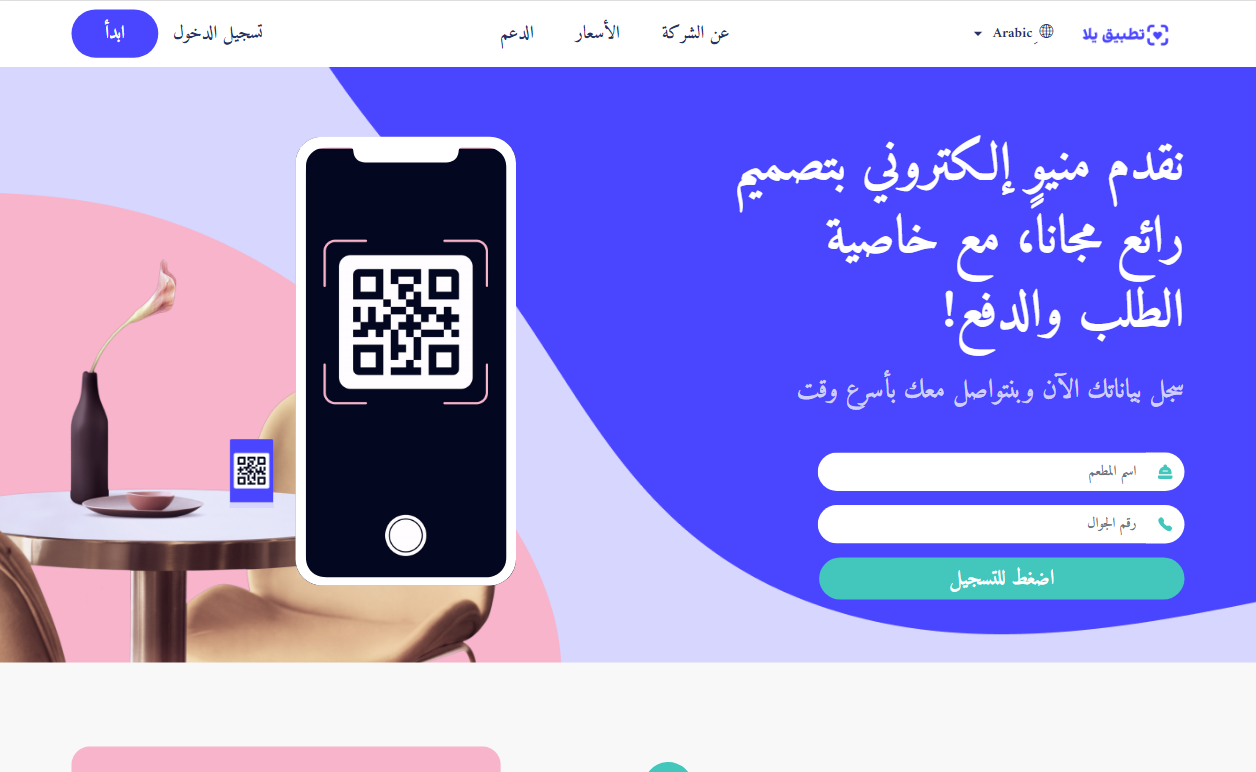 تطبيق يلا
Arabic
عن الشركة
الأسعار
الدعم
تسجيل الدخول
ابدأ
نقدم منيو إلكتروني بتصميم
رائع مجاناً، مع خاصية
الطلب والدفع!
سجل بياناتك الآن وبنتواصل معك بأسرع وقت
اسم المطعم
رقم الجوال
اضغط للتسجيل